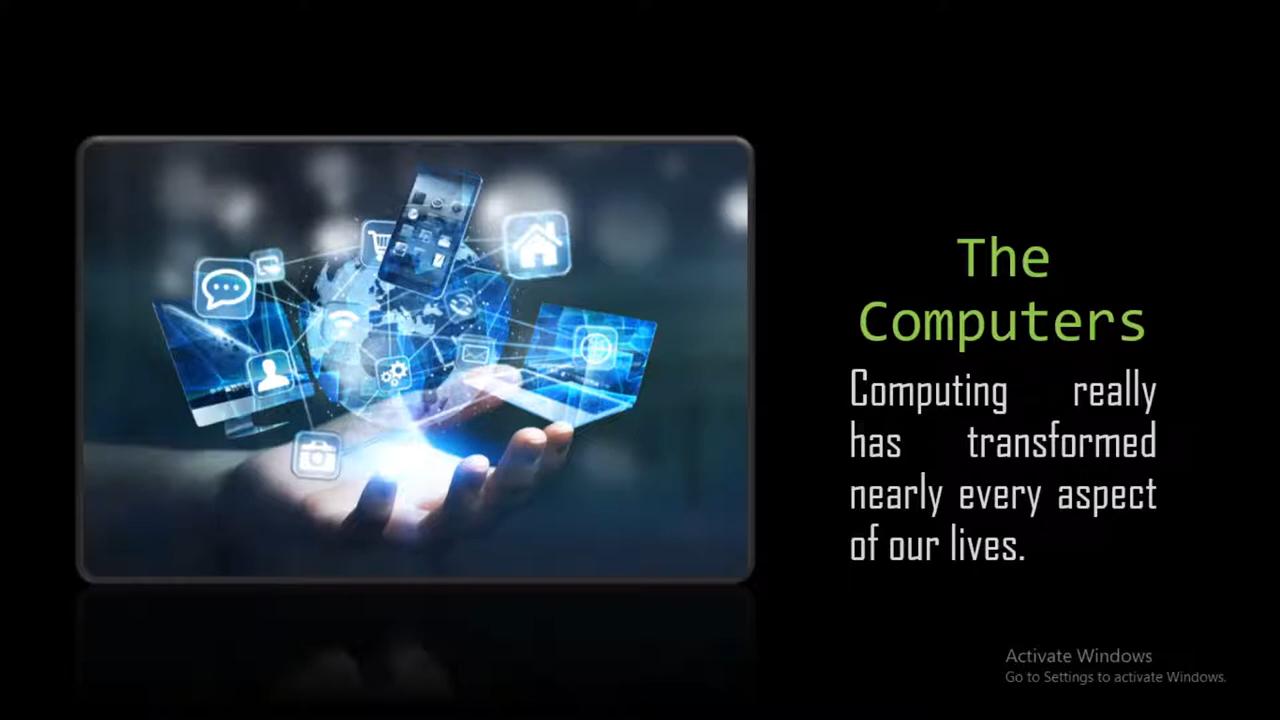 The
Computers
Computing really
has transformed
nearly every aspect
of our lives.
Activate Windows
Go to Settings to activate Windows.